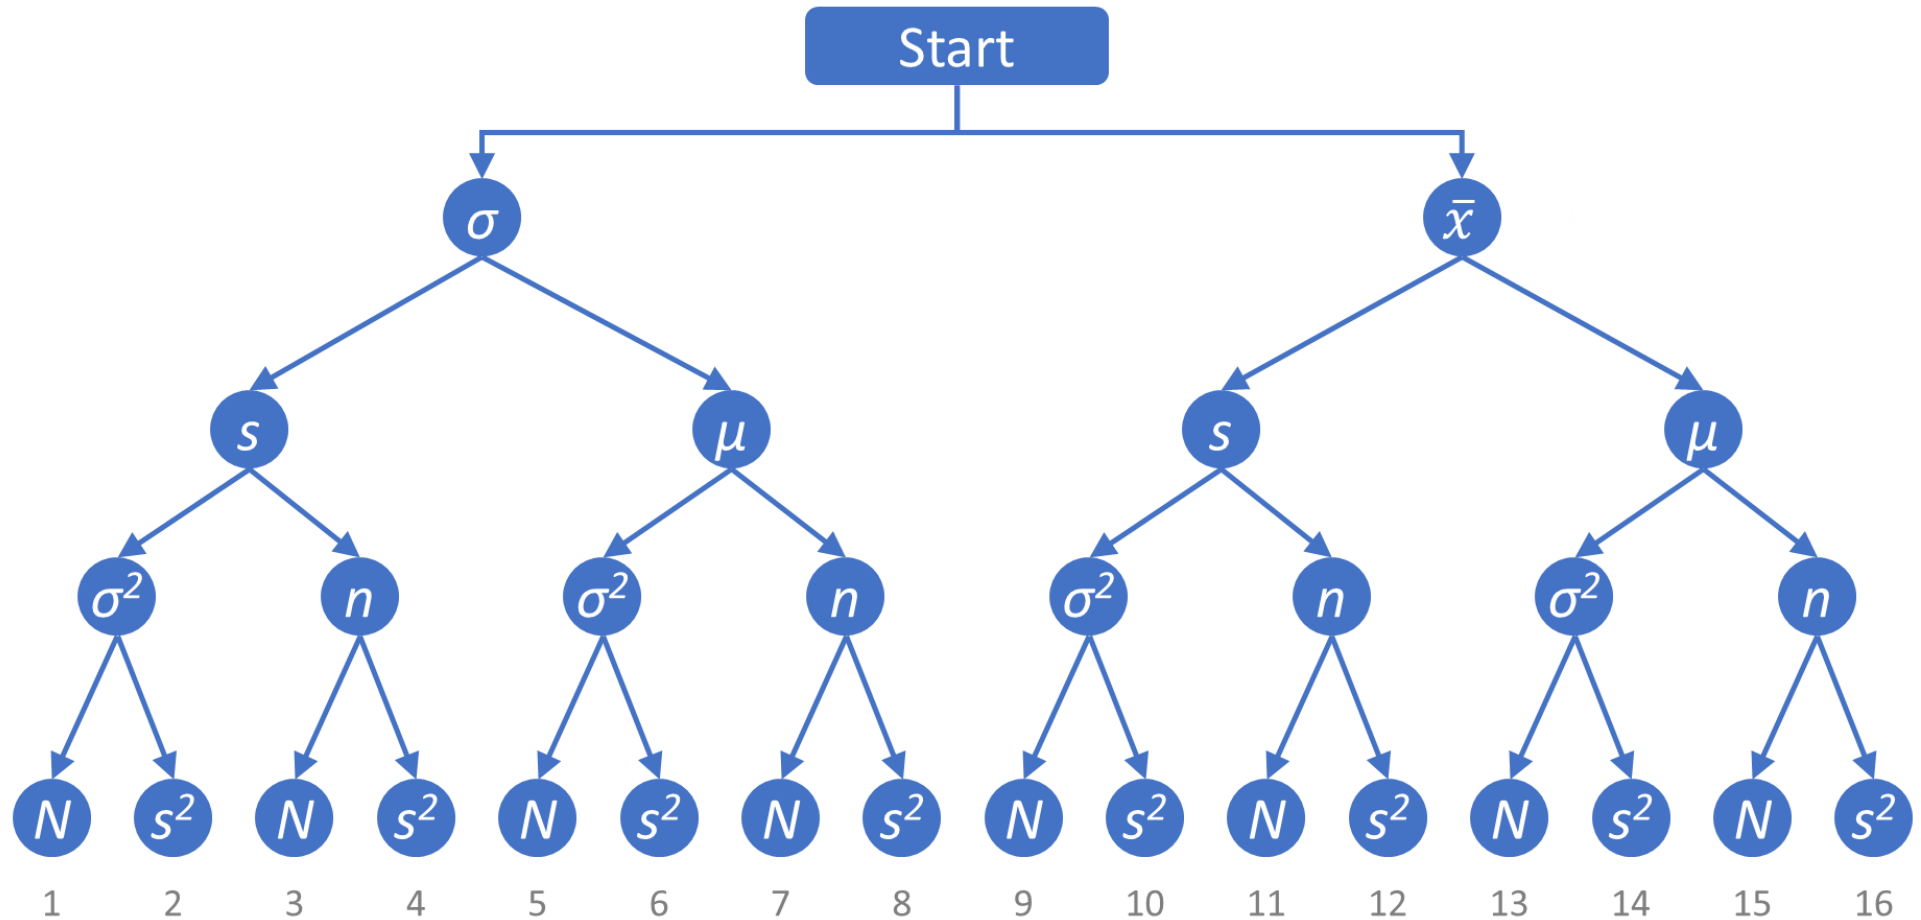 Start
σ x̄
s μ s μ
σ² n σ² n σ² n σ² n
N s² N s² N s² N s² N s² N s² N s² N s²
1 2 3 4 5 6 7 8 9 10 11 12 13 14 15 16